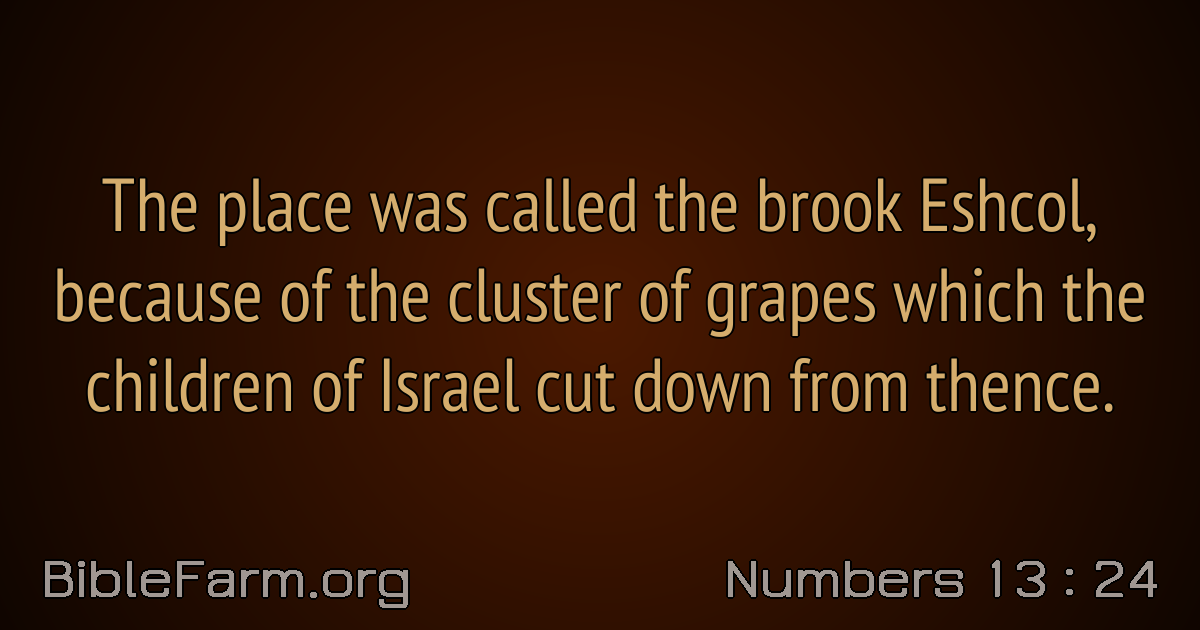 The place was called the brook Eshcol,
because of the cluster of grapes which the
children of Israel cut down from thence.
BibleFarm.org
Numbers 13 : 24